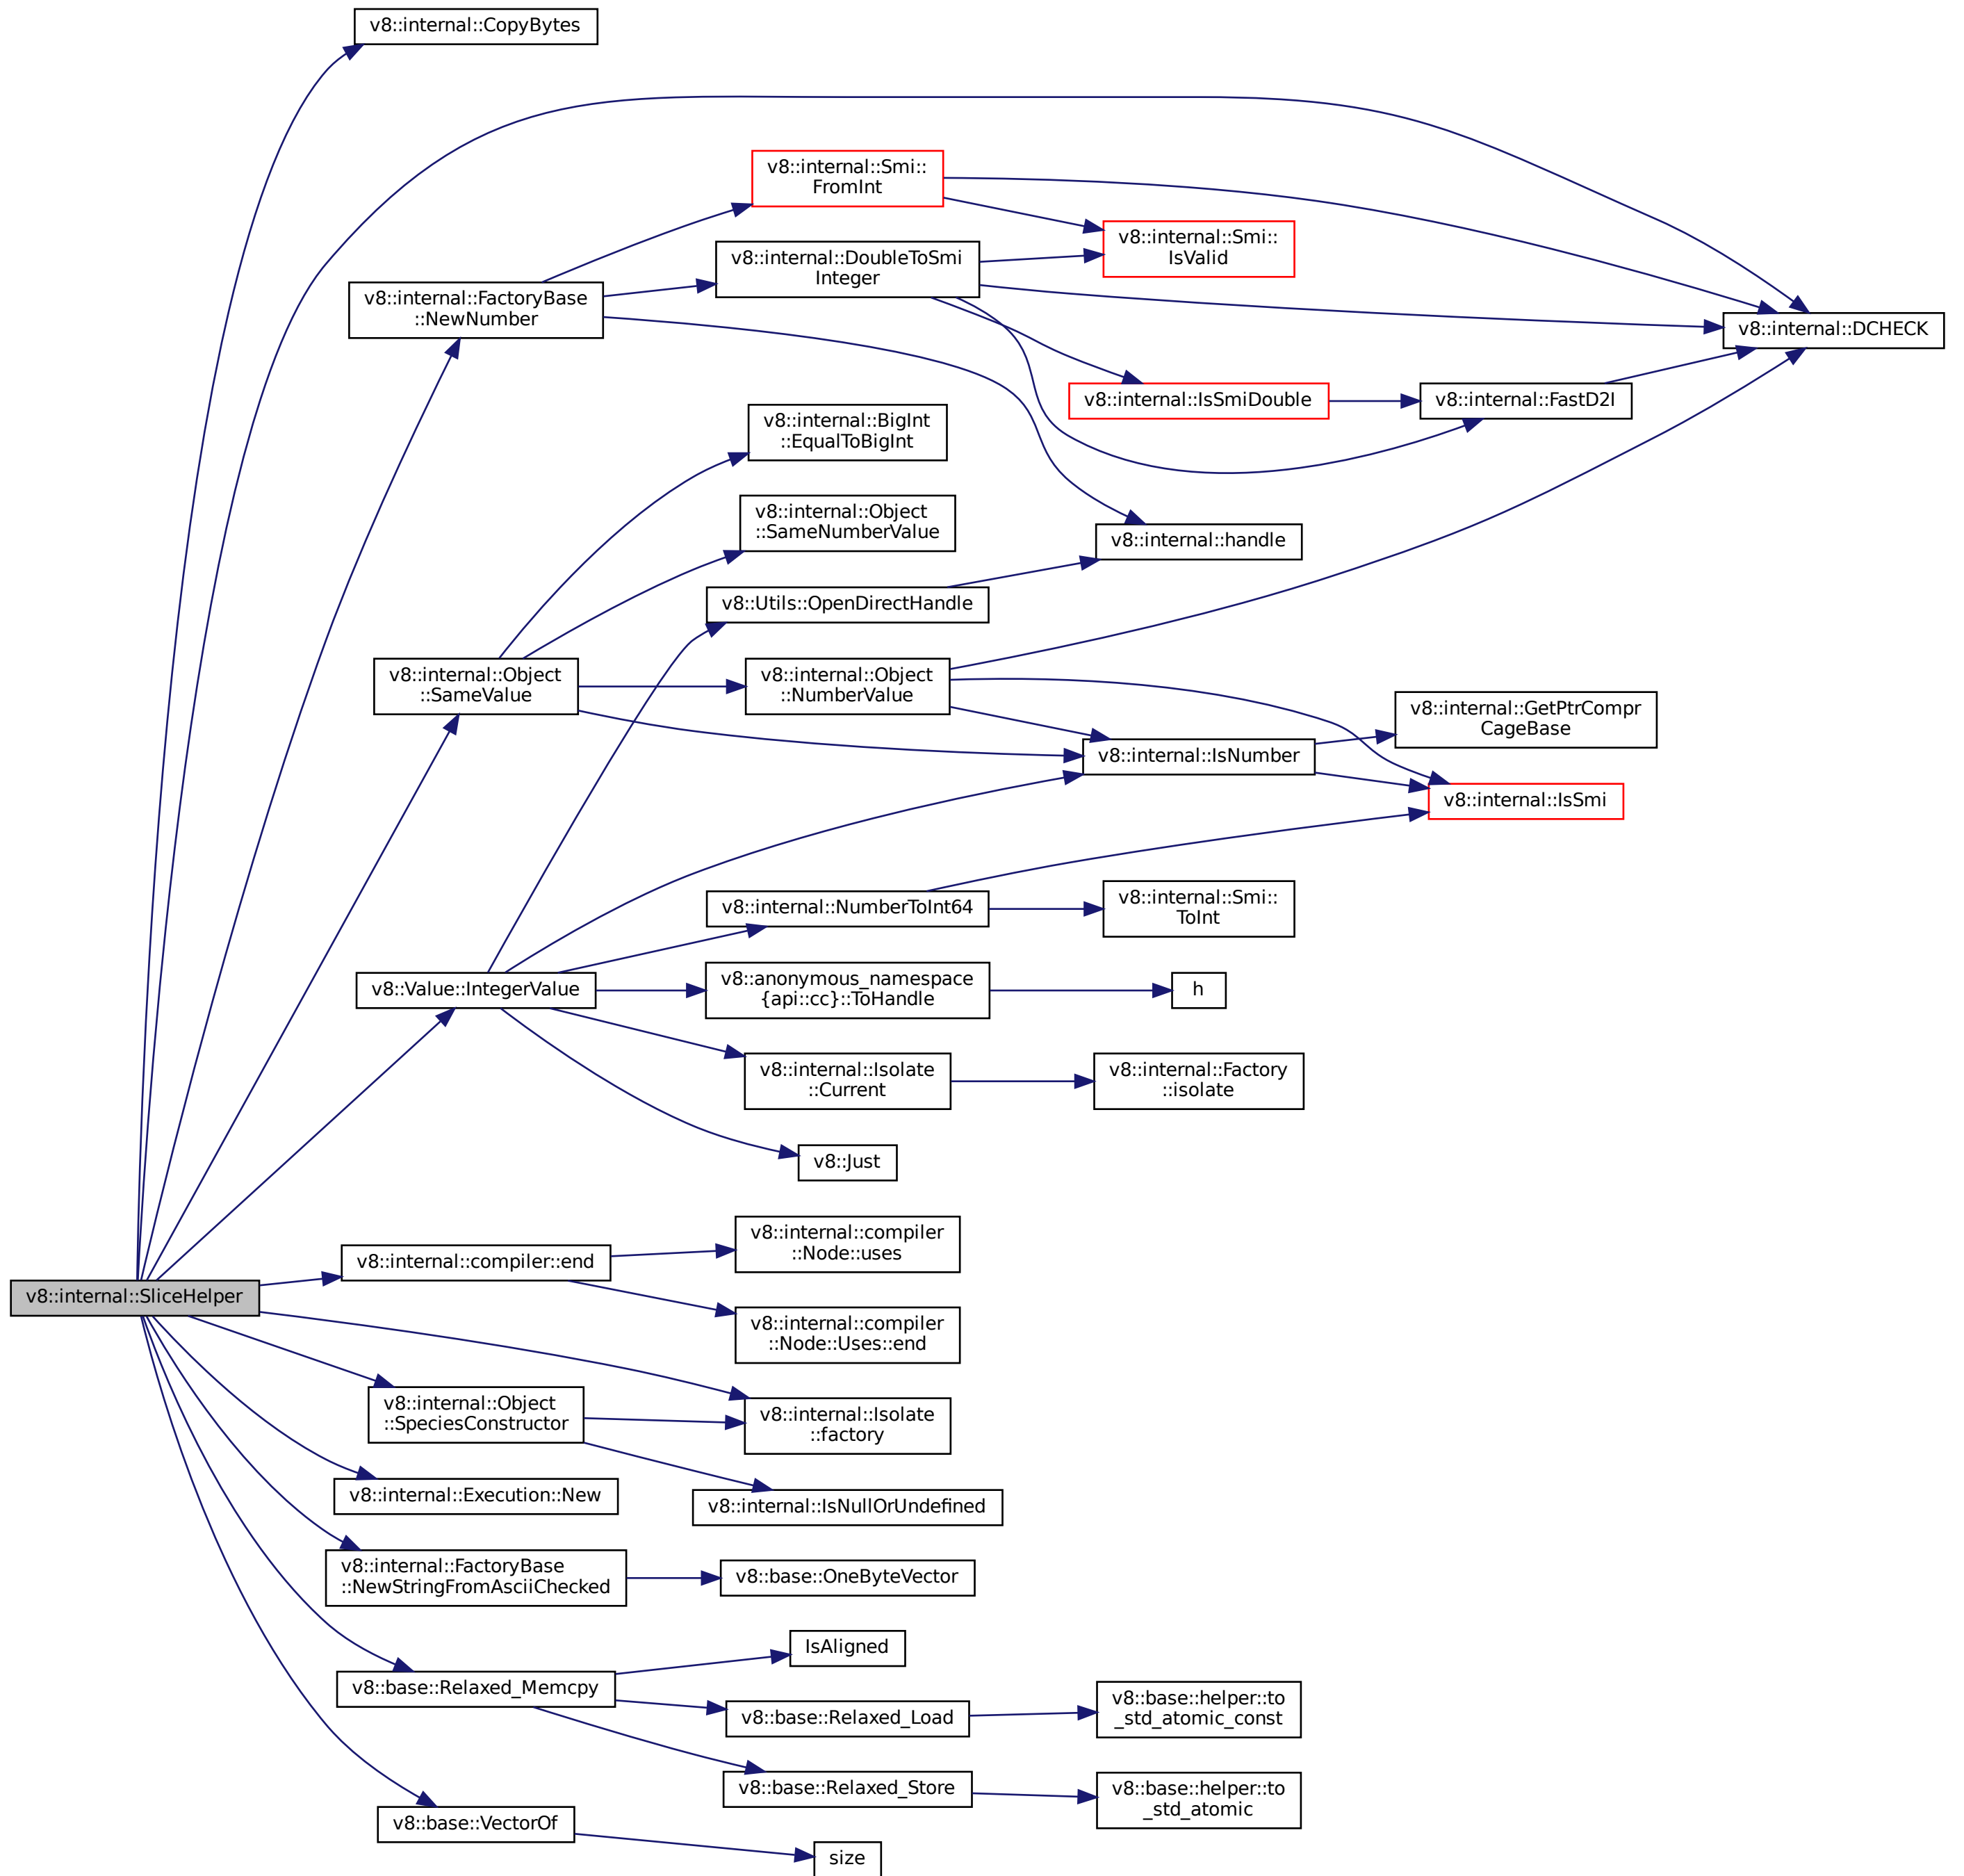 v8::internal::CopyBytes
v8::internal::Smi::
FromInt
v8::internal::Smi::
IsValid
v8::internal::DoubleToSmi
Integer
v8::internal::FactoryBase
::NewNumber
v8::internal::DCHECK
v8::internal::IsSmiDouble
v8::internal::FastD2I
v8::internal::BigInt
::EqualToBigInt
v8::internal::Object
::SameNumberValue
v8::internal::handle
v8::Utils::OpenDirectHandle
v8::internal::Object
::SameValue
v8::internal::Object
::NumberValue
v8::internal::GetPtrCompr
CageBase
v8::internal::IsNumber
v8::internal::IsSmi
v8::internal::NumberToInt64
v8::internal::Smi::
ToInt
v8::Value::IntegerValue
v8::anonymous_namespace
{api::cc}::ToHandle
h
v8::internal::Isolate
::Current
v8::internal::Factory
::isolate
v8::Just
v8::internal::compiler
::Node::uses
v8::internal::compiler::end
v8::internal::SliceHelper
v8::internal::compiler
::Node::Uses::end
v8::internal::Object
::SpeciesConstructor
v8::internal::Isolate
::factory
v8::internal::Execution::New
v8::internal::IsNullOrUndefined
v8::internal::FactoryBase
::NewStringFromAsciiChecked
v8::base::OneByteVector
IsAligned
v8::base::Relaxed_Memcpy
v8::base::Relaxed_Load
v8::base::helper::to
_std_atomic_const
v8::base::Relaxed_Store
v8::base::helper::to
_std_atomic
v8::base::VectorOf
size